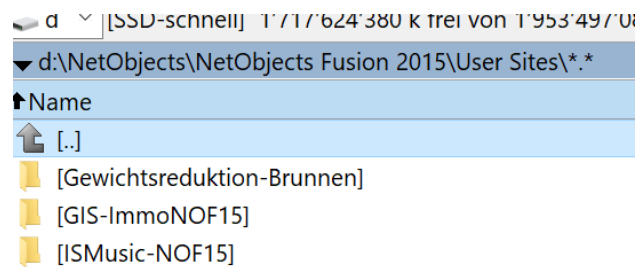 d [SSD-schnell] 1'717'624'380 k frei von 1'953'497'08
d:\NetObjects\NetObjects Fusion 2015\User Sites\*.*
Name
[..]
[Gewichtsreduktion-Brunnen]
[GIS-ImmoNOF15]
[ISMusic-NOF15]